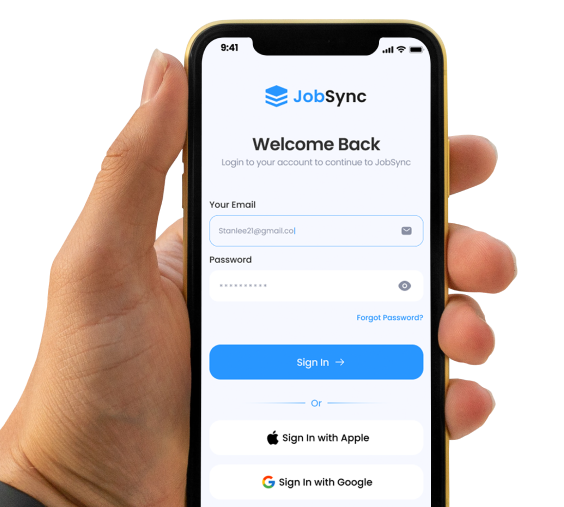 9:41
JobSync
Welcome Back
Login to your account to continue to JobSync
Your Email
Stanlee21@gmail.co
Password
Forgot Password?
Sign In →
Or
Sign In with Apple
Sign In with Google